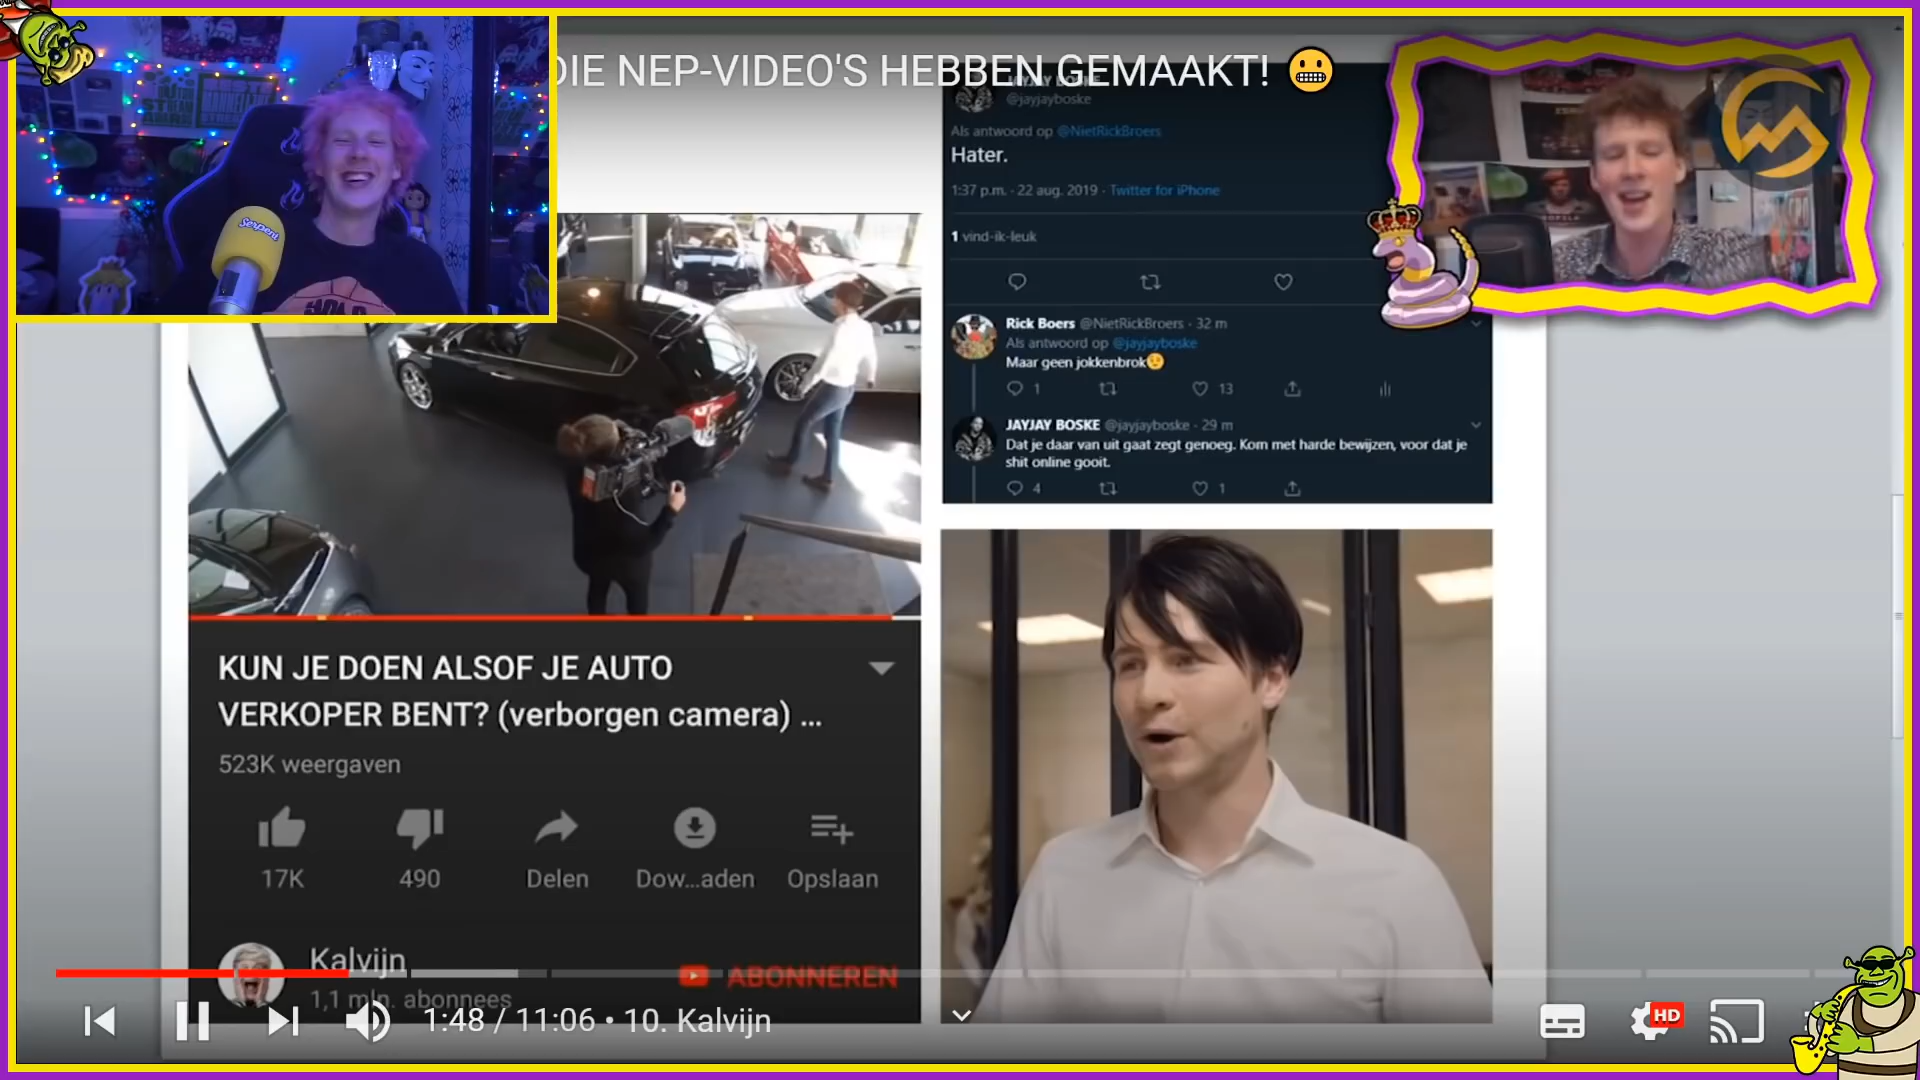 DIE NEP-VIDEO'S HEBBEN GEMAAKT! 😬
Serpent
JAYJAY BOSKE
@jayjayboske
Als antwoord op @NietRickBroers
Hater.
1:37 p.m. · 22 aug. 2019 · Twitter for iPhone
1 vind-ik-leuk
Rick Boers @NietRickBroers · 32 m
Als antwoord op @jayjayboske
Maar geen jokkenbrok😉
1
13
JAYJAY BOSKE @jayjayboske · 29 m
Dat je daar van uit gaat zegt genoeg. Kom met harde bewijzen, voor dat je
shit online gooit.
4
1
KUN JE DOEN ALSOF JE AUTO
VERKOPER BENT? (verborgen camera) ...
523K weergaven
17K
490
Delen
Dow...aden
Opslaan
Kalvijn
1,1 mln. abonnees
ABONNEREN
1:48 / 11:06 • 10. Kalvijn
HD